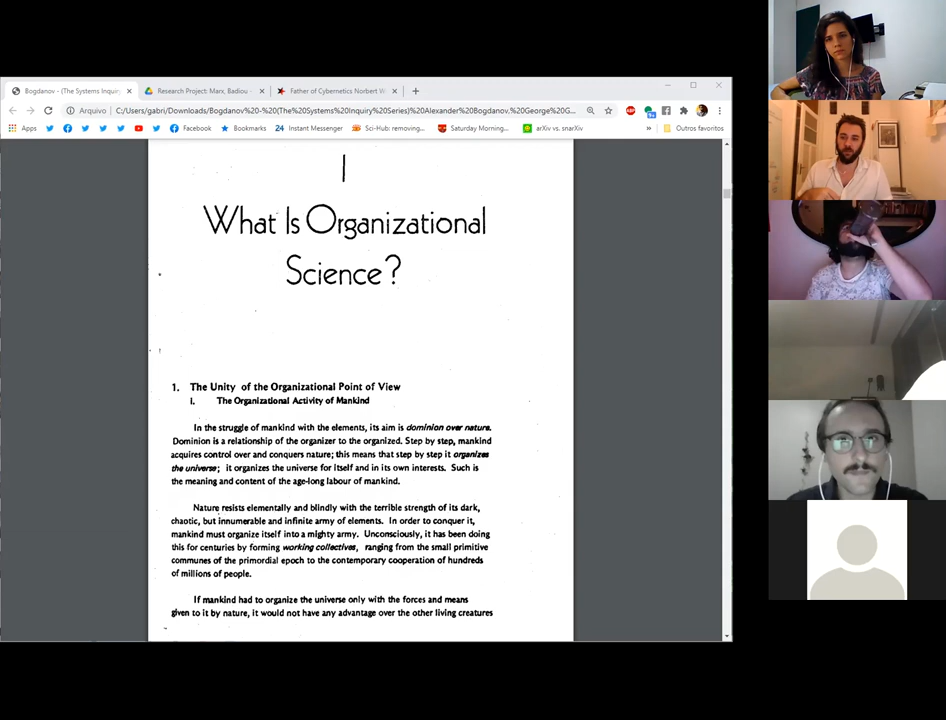 Bogdanov - (The Systems Inquiry
Research Project: Marx, Badiou -
Father of Cybernetics Norbert W
Arquivo
C:/Users/gabri/Downloads/Bogdanov%20-%20(The%20Systems%20Inquiry%20Series)%20Alexander%20Bogdanov,%20George%20G...
Apps
Facebook
Bookmarks
24 Instant Messenger
Sci-Hub: removing...
Saturday Morning...
arXiv vs. snarXiv
»
Outros favoritos
I
What Is Organizational
Science?
1. The Unity of the Organizational Point of View
i. The Organizational Activity of Mankind
In the struggle of mankind with the elements, its aim is dominion over nature.
Dominion is a relationship of the organizer to the organized. Step by step, mankind
acquires control over and conquers nature; this means that step by step it organizes
the universe; it organizes the universe for itself and in its own interests. Such is
the meaning and content of the age-long labour of mankind.
Nature resists elementally and blindly with the terrible strength of its dark,
chaotic, but innumerable and infinite army of elements. In order to conquer it,
mankind must organize itself into a mighty army. Unconsciously, it has been doing
this for centuries by forming working collectives, ranging from the small primitive
communes of the primordial epoch to the contemporary cooperation of hundreds
of millions of people.
If mankind had to organize the universe only with the forces and means
given to it by nature, it would not have any advantage over the other living creatures